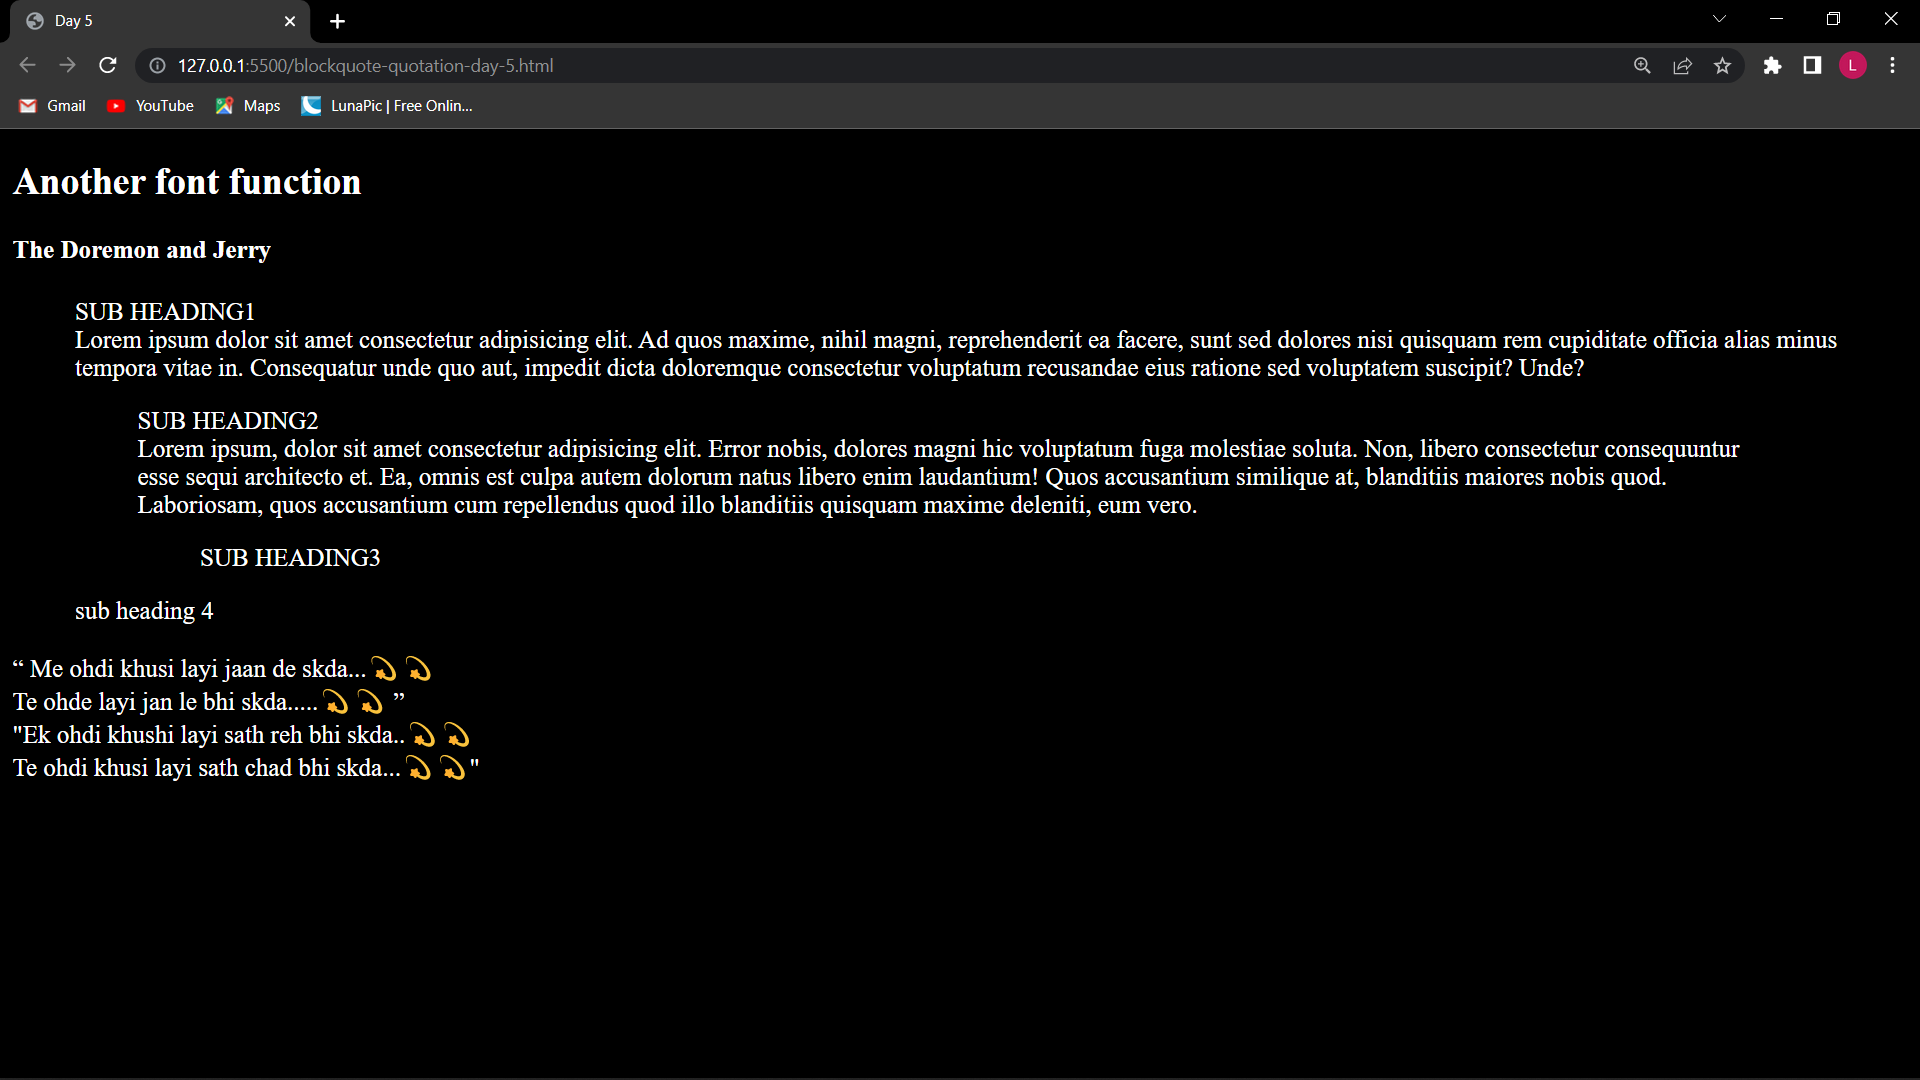 Day 5
127.0.0.1:5500/blockquote-quotation-day-5.html
L
Gmail YouTube Maps LunaPic | Free Onlin...
Another font function
The Doremon and Jerry
SUB HEADING1
Lorem ipsum dolor sit amet consectetur adipisicing elit. Ad quos maxime, nihil magni, reprehenderit ea facere, sunt sed dolores nisi quisquam rem cupiditate officia alias minus
tempora vitae in. Consequatur unde quo aut, impedit dicta doloremque consectetur voluptatum recusandae eius ratione sed voluptatem suscipit? Unde?
SUB HEADING2
Lorem ipsum, dolor sit amet consectetur adipisicing elit. Error nobis, dolores magni hic voluptatum fuga molestiae soluta. Non, libero consectetur consequuntur
esse sequi architecto et. Ea, omnis est culpa autem dolorum natus libero enim laudantium! Quos accusantium similique at, blanditiis maiores nobis quod.
Laboriosam, quos accusantium cum repellendus quod illo blanditiis quisquam maxime deleniti, eum vero.
SUB HEADING3
sub heading 4
“ Me ohdi khusi layi jaan de skda...💫 💫
Te ohde layi jan le bhi skda.....💫 💫 ”
"Ek ohdi khushi layi sath reh bhi skda..💫 💫
Te ohdi khusi layi sath chad bhi skda...💫 💫"